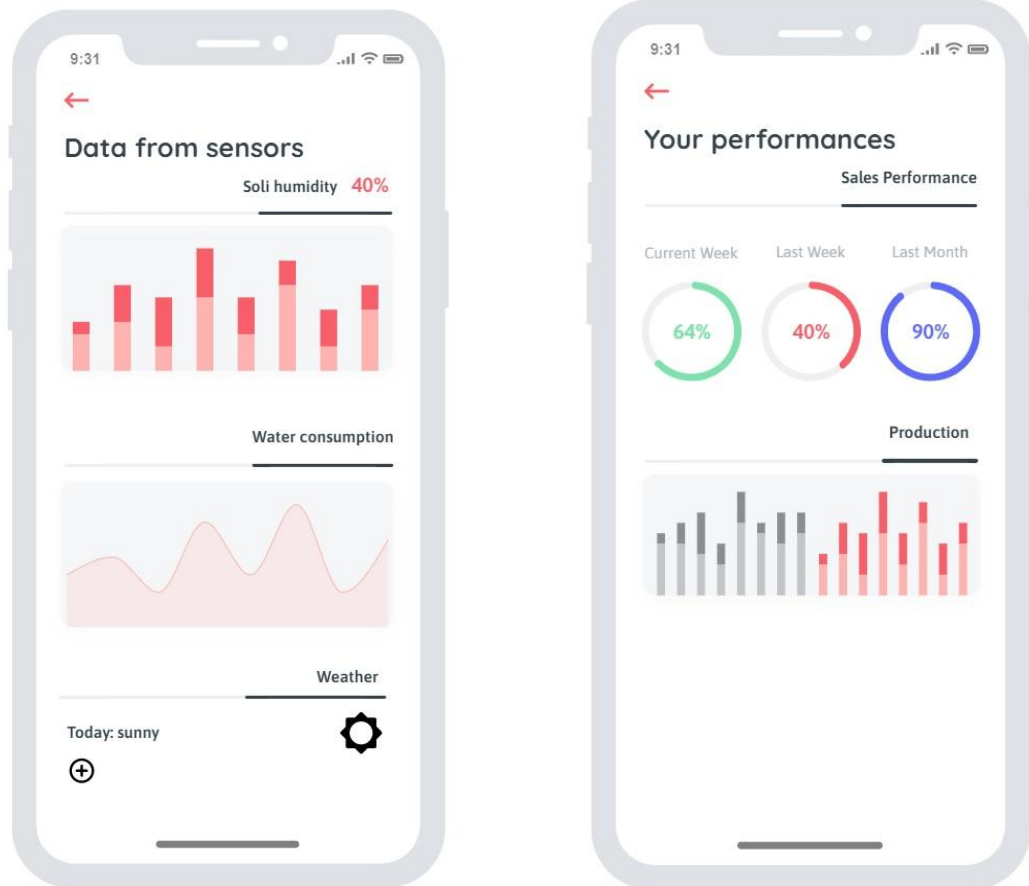 9:31
Data from sensors
Soli humidity 40%
Water consumption
Weather
Today: sunny
9:31
Your performances
Sales Performance
Current Week Last Week Last Month
64% 40% 90%
Production